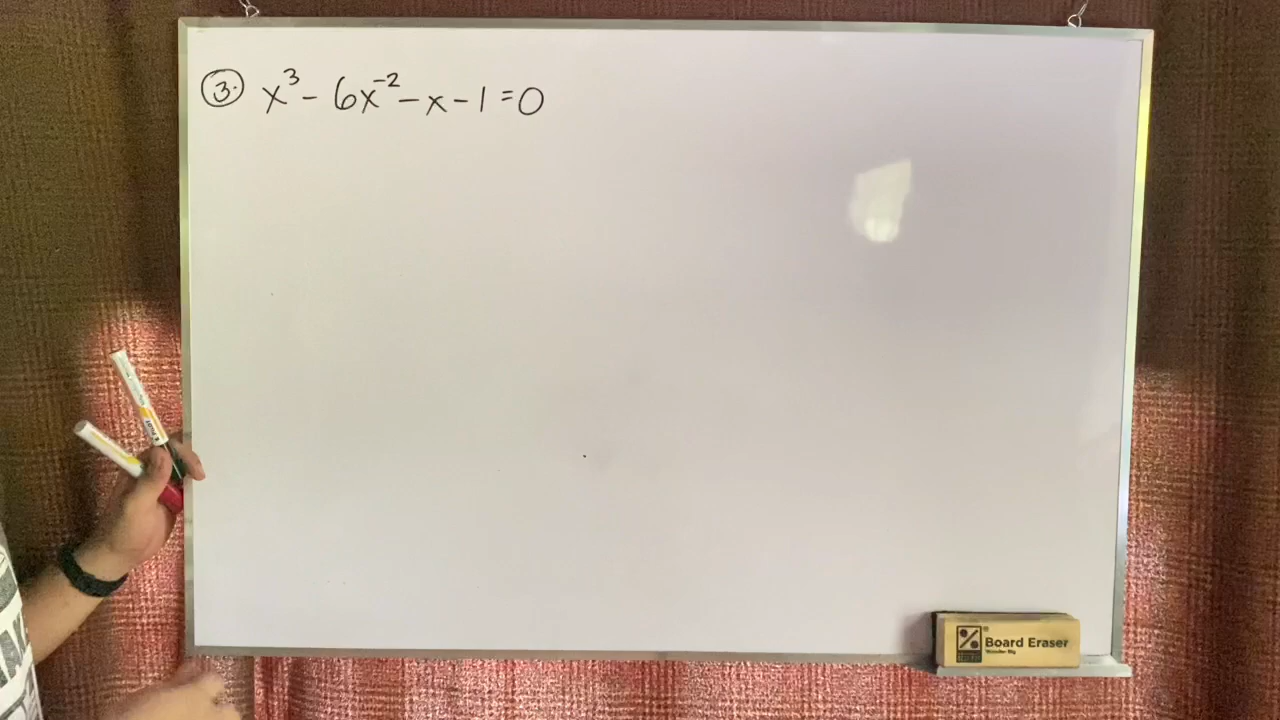 ③. x³ - 6x⁻² - x - 1 = 0
Board Eraser